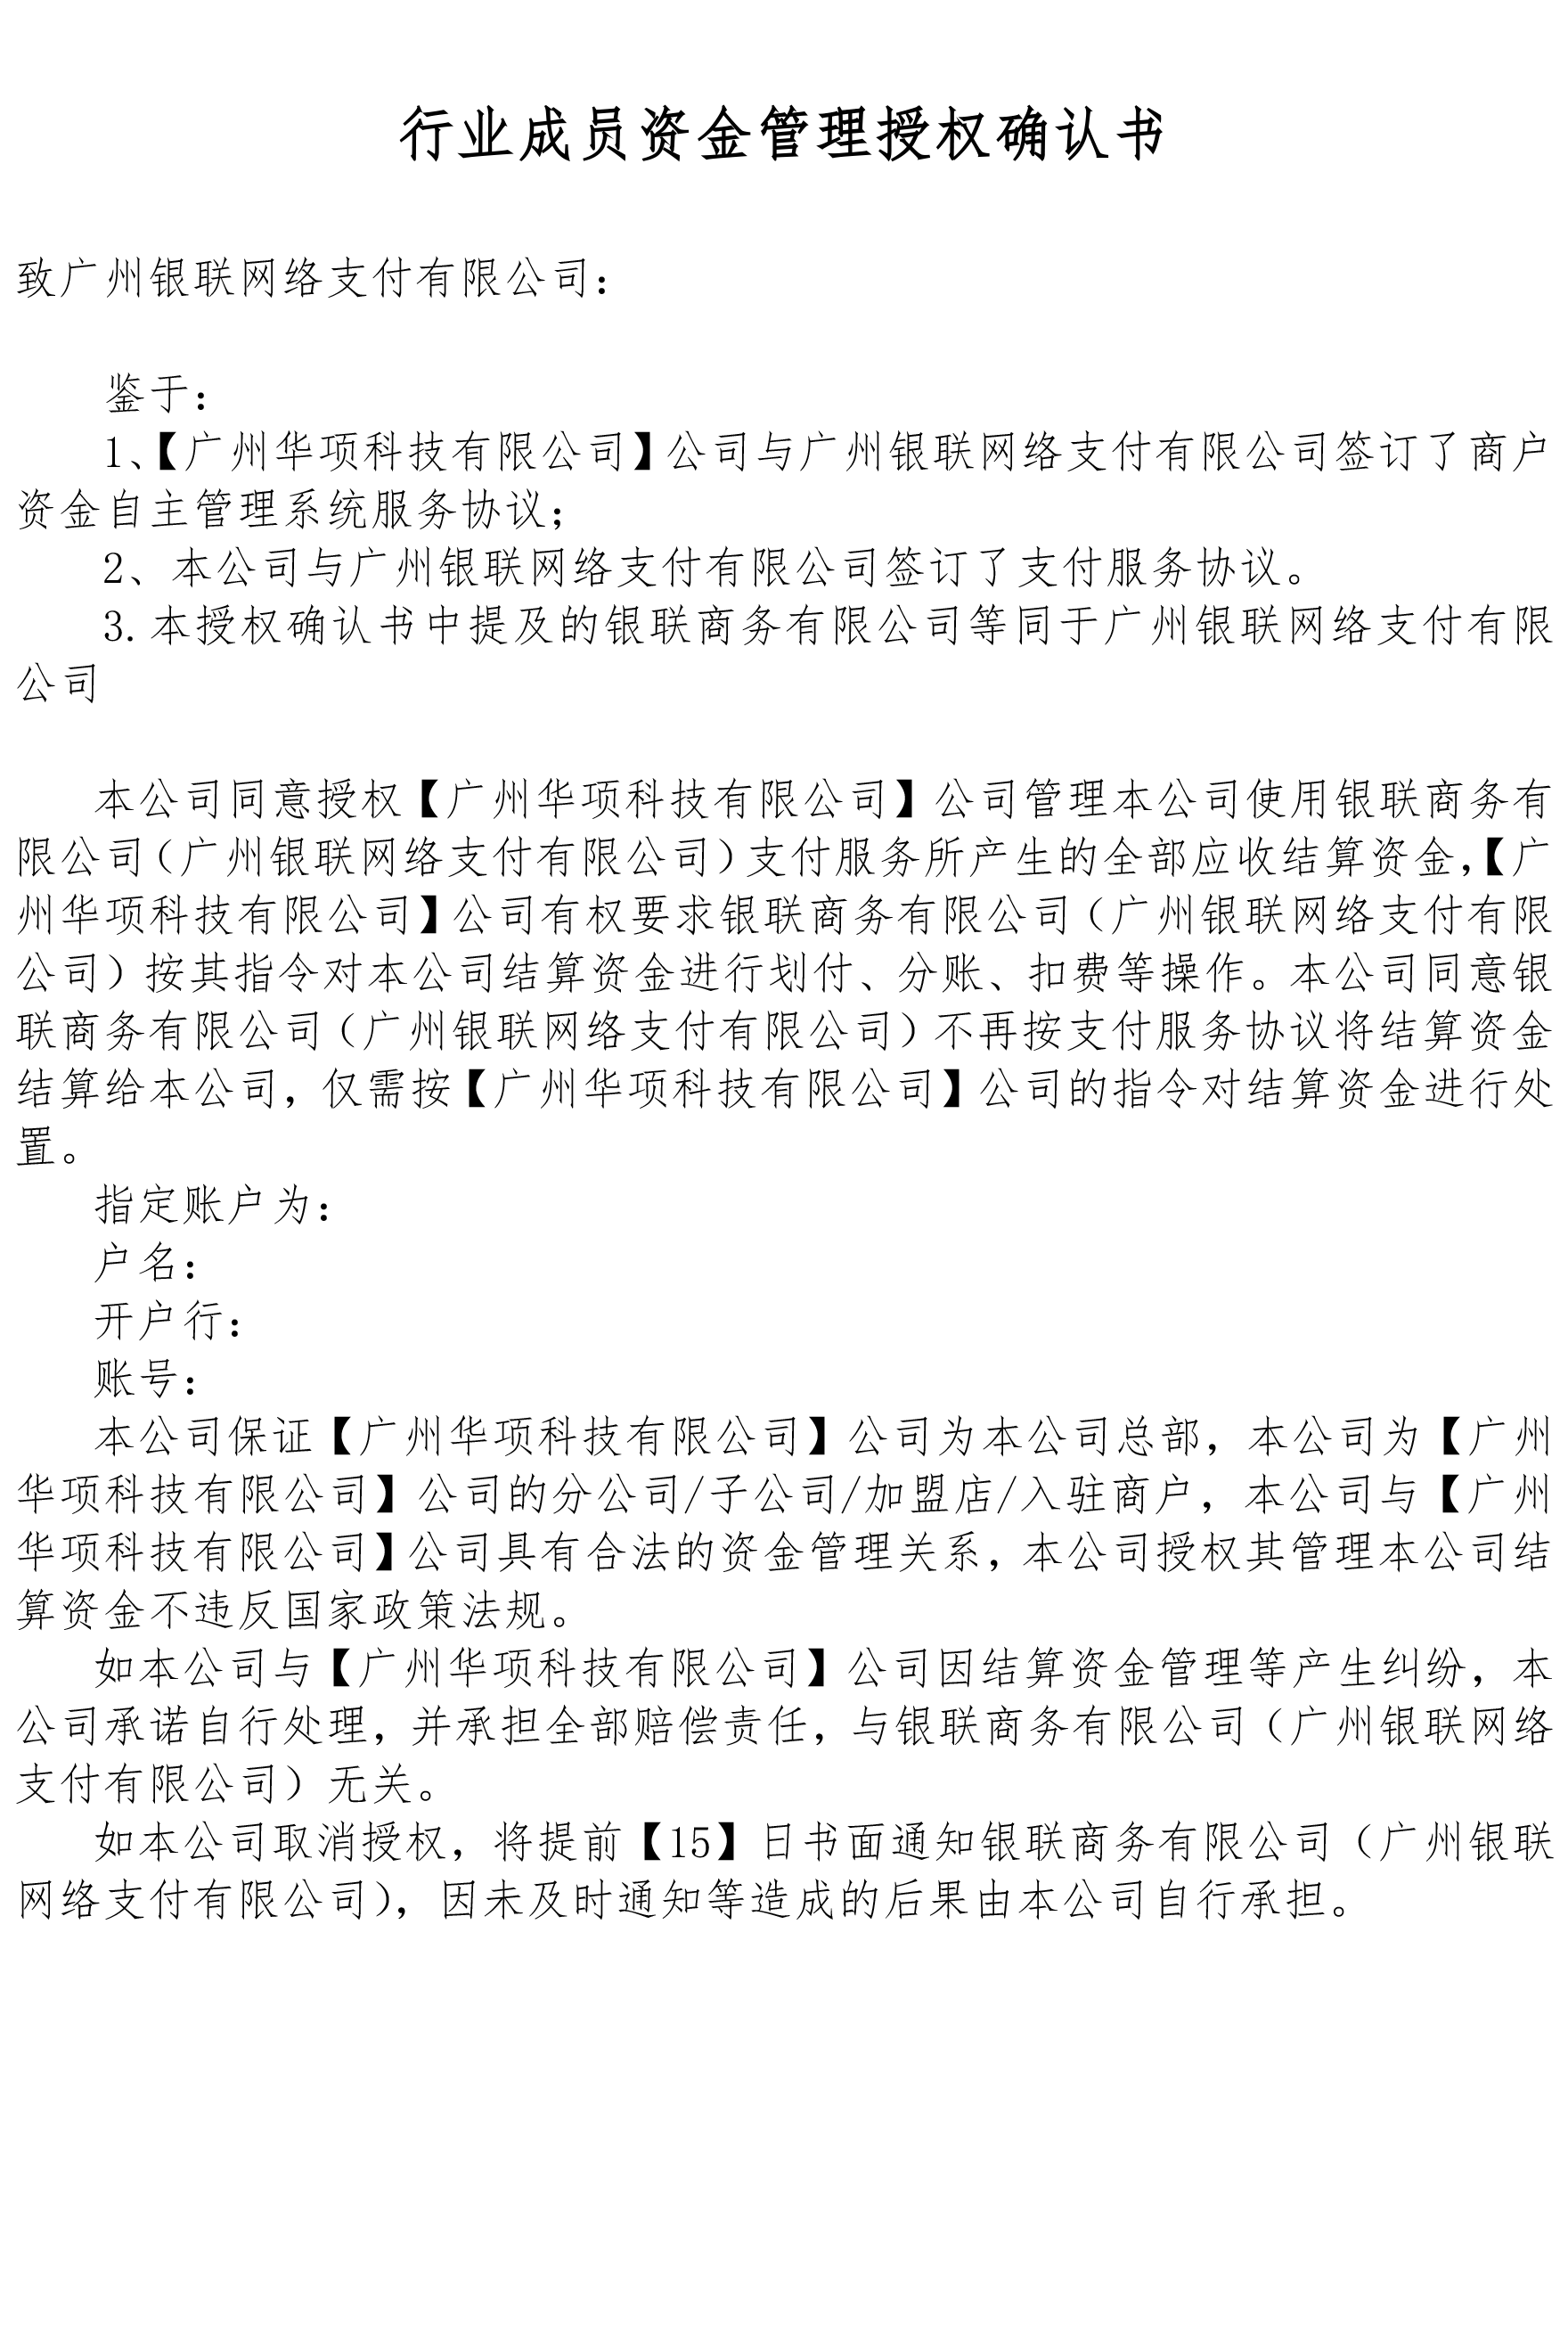 行业成员资金管理授权确认书
致广州银联网络支付有限公司：
鉴于：
1、【广州华项科技有限公司】公司与广州银联网络支付有限公司签订了商户
资金自主管理系统服务协议；
2、本公司与广州银联网络支付有限公司签订了支付服务协议。
3.本授权确认书中提及的银联商务有限公司等同于广州银联网络支付有限
公司
本公司同意授权【广州华项科技有限公司】公司管理本公司使用银联商务有
限公司（广州银联网络支付有限公司）支付服务所产生的全部应收结算资金，【广
州华项科技有限公司】公司有权要求银联商务有限公司（广州银联网络支付有限
公司）按其指令对本公司结算资金进行划付、分账、扣费等操作。本公司同意银
联商务有限公司（广州银联网络支付有限公司）不再按支付服务协议将结算资金
结算给本公司，仅需按【广州华项科技有限公司】公司的指令对结算资金进行处
置。
指定账户为：
户名：
开户行：
账号：
本公司保证【广州华项科技有限公司】公司为本公司总部，本公司为【广州
华项科技有限公司】公司的分公司/子公司/加盟店/入驻商户，本公司与【广州
华项科技有限公司】公司具有合法的资金管理关系，本公司授权其管理本公司结
算资金不违反国家政策法规。
如本公司与【广州华项科技有限公司】公司因结算资金管理等产生纠纷，本
公司承诺自行处理，并承担全部赔偿责任，与银联商务有限公司（广州银联网络
支付有限公司）无关。
如本公司取消授权，将提前【15】日书面通知银联商务有限公司（广州银联
网络支付有限公司），因未及时通知等造成的后果由本公司自行承担。